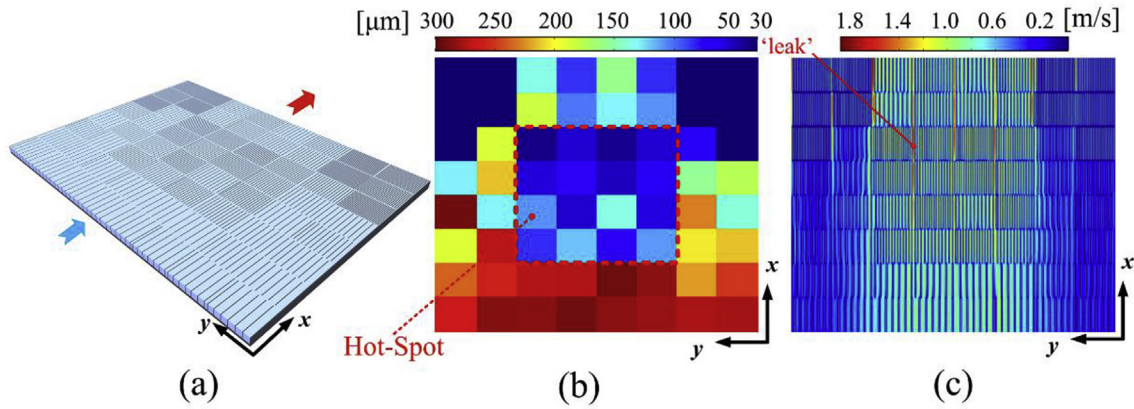 [μm] 300 250 200 150 100 50 30
1.8 1.4 1.0 0.6 0.2 [m/s]
'leak'
Hot-Spot
y x
y x
y x
(a) (b) (c)